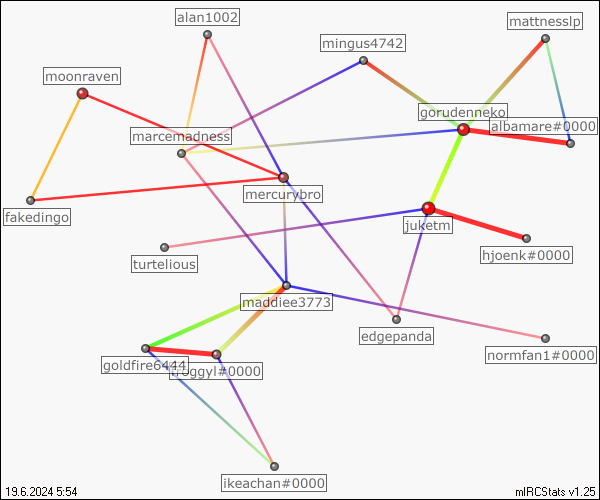 alan1002
mattnesslp
mingus4742
moonraven
gorudenneko
albamare#0000
marcemadness
mercurybro
fakedingo
juketm
hjoenk#0000
turtelious
maddiee3773
edgepanda
normfan1#0000
goldfire6444
froggyl#0000
ikeachan#0000
19.6.2024 5:54
mIRCStats v1.25